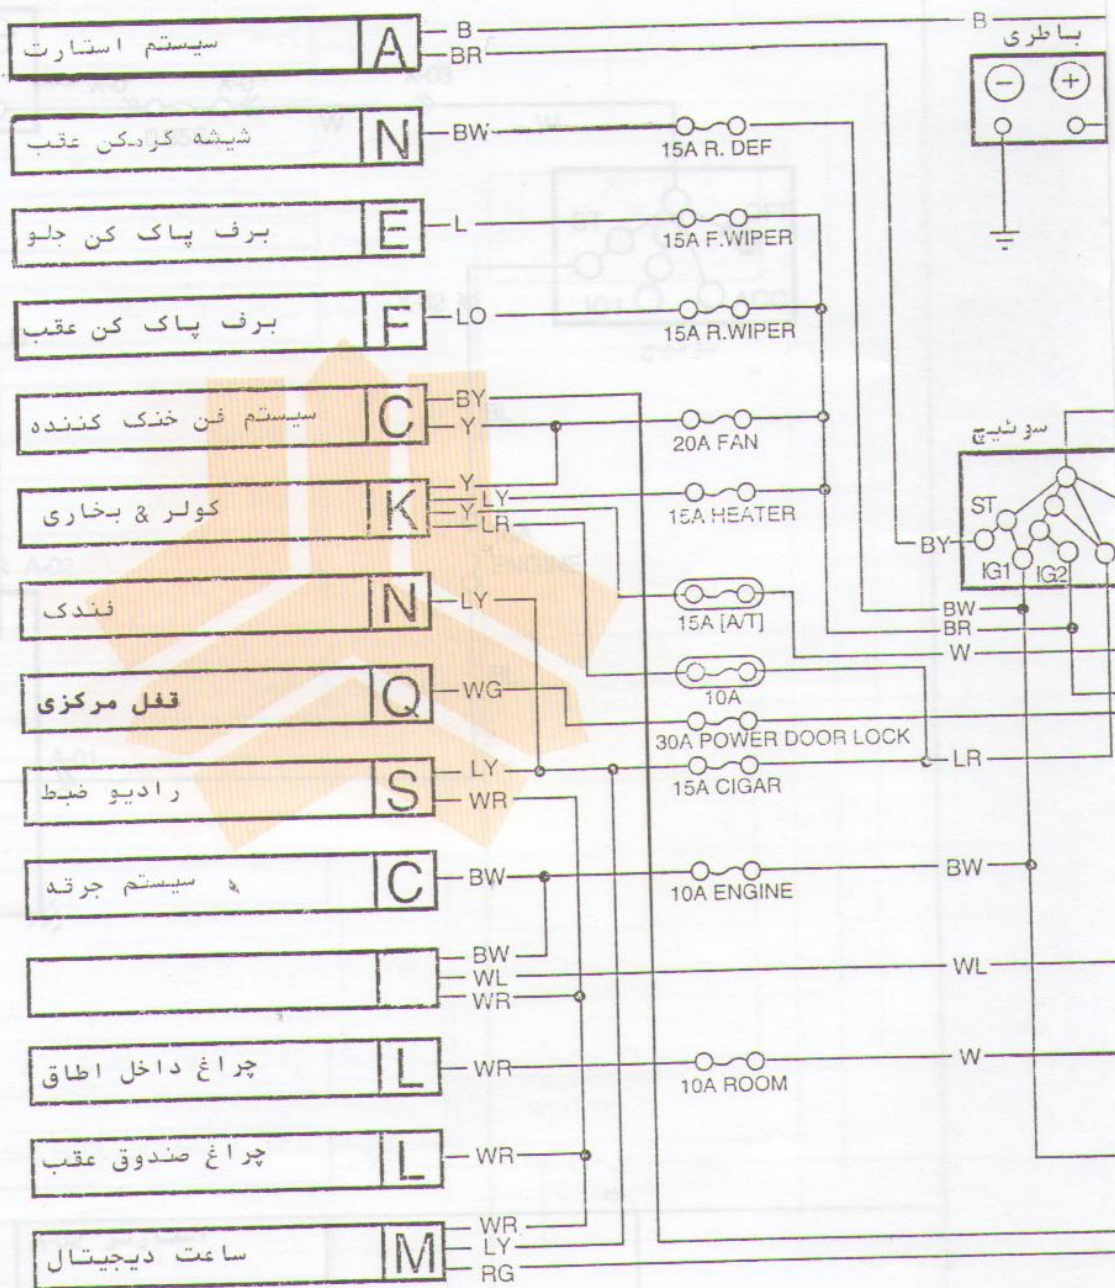 سیستم استارت A B B باطری
BR
شیشه گرم‌کن عقب N BW
15A R. DEF
برف پاک کن جلو E L
15A F.WIPER
برف پاک کن عقب F LO
15A R.WIPER
سیستم فن خنک کننده C BY
Y
20A FAN
سوئیچ
کولر & بخاری K Y
LY
Y
LR
15A HEATER
ST
BY
IG1 IG2
فندک N LY
15A [A/T]
BW
BR
W
قفل مرکزی Q WG
10A
30A POWER DOOR LOCK
رادیو ضبط S LY
WR
15A CIGAR
LR
سیستم جرقه C BW
10A ENGINE
BW
BW
WL
WR
WL
چراغ داخل اطاق L WR
10A ROOM
W
چراغ صندوق عقب L WR
ساعت دیجیتال M WR
LY
RG